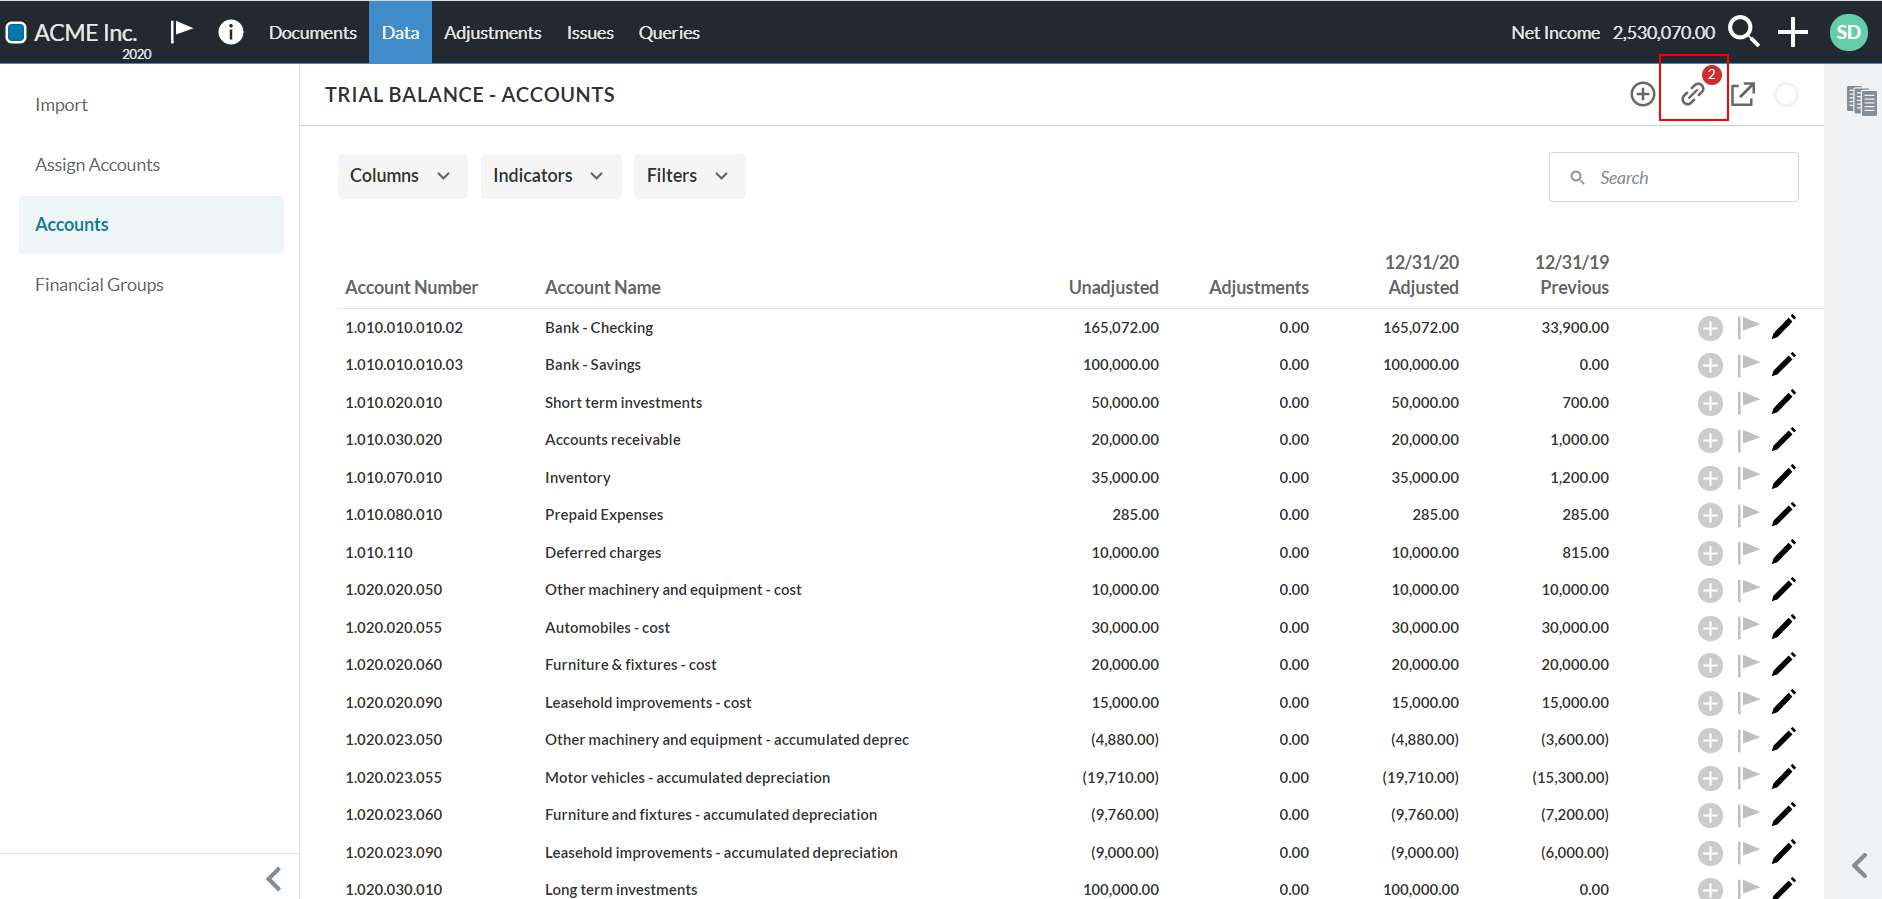 ACME Inc.
2020
Documents
Data
Adjustments
Issues
Queries
Net Income 2,530,070.00
SD
Import
Assign Accounts
Accounts
Financial Groups
TRIAL BALANCE - ACCOUNTS
2
Columns
Indicators
Filters
Search
12/31/20 12/31/19
Account Number Account Name Unadjusted Adjustments Adjusted Previous
1.010.010.010.02 Bank - Checking 165,072.00 0.00 165,072.00 33,900.00
1.010.010.010.03 Bank - Savings 100,000.00 0.00 100,000.00 0.00
1.010.020.010 Short term investments 50,000.00 0.00 50,000.00 700.00
1.010.030.020 Accounts receivable 20,000.00 0.00 20,000.00 1,000.00
1.010.070.010 Inventory 35,000.00 0.00 35,000.00 1,200.00
1.010.080.010 Prepaid Expenses 285.00 0.00 285.00 285.00
1.010.110 Deferred charges 10,000.00 0.00 10,000.00 815.00
1.020.020.050 Other machinery and equipment - cost 10,000.00 0.00 10,000.00 10,000.00
1.020.020.055 Automobiles - cost 30,000.00 0.00 30,000.00 30,000.00
1.020.020.060 Furniture & fixtures - cost 20,000.00 0.00 20,000.00 20,000.00
1.020.020.090 Leasehold improvements - cost 15,000.00 0.00 15,000.00 15,000.00
1.020.023.050 Other machinery and equipment - accumulated deprec (4,880.00) 0.00 (4,880.00) (3,600.00)
1.020.023.055 Motor vehicles - accumulated depreciation (19,710.00) 0.00 (19,710.00) (15,300.00)
1.020.023.060 Furniture and fixtures - accumulated depreciation (9,760.00) 0.00 (9,760.00) (7,200.00)
1.020.023.090 Leasehold improvements - accumulated depreciation (9,000.00) 0.00 (9,000.00) (6,000.00)
1.020.030.010 Long term investments 100,000.00 0.00 100,000.00 0.00